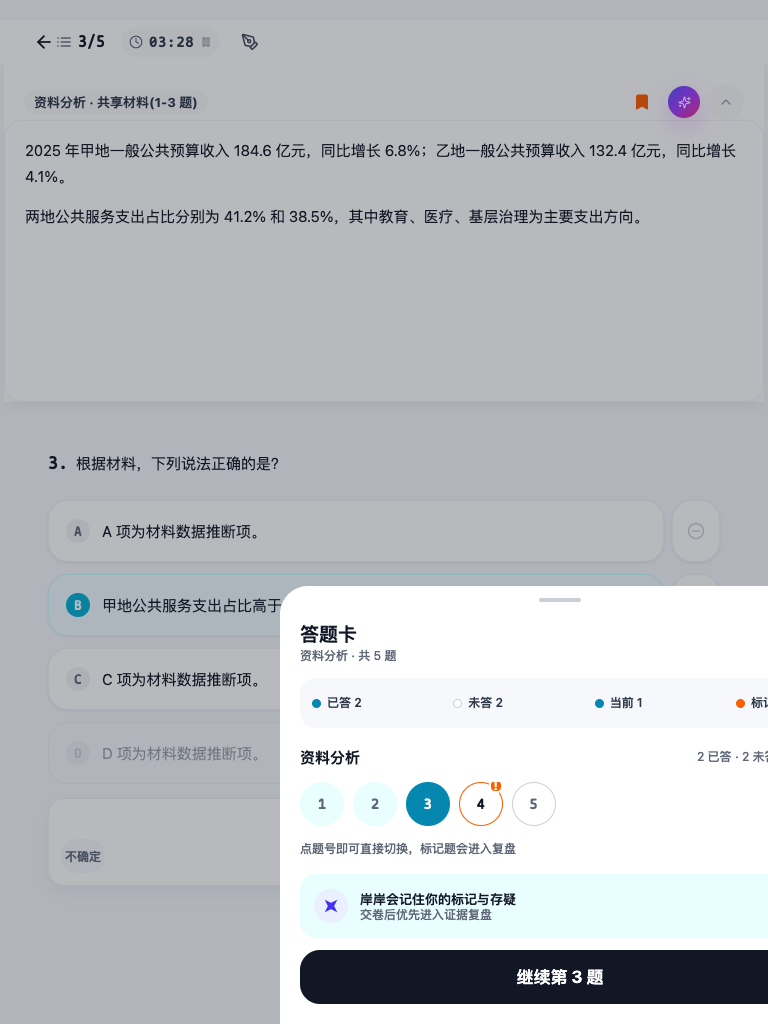 3/5
03:28
资料分析 · 共享材料(1-3 题)
2025 年甲地一般公共预算收入 184.6 亿元，同比增长 6.8%；乙地一般公共预算收入 132.4 亿元，同比增长
4.1%。
两地公共服务支出占比分别为 41.2% 和 38.5%，其中教育、医疗、基层治理为主要支出方向。
3. 根据材料，下列说法正确的是?
A A 项为材料数据推断项。
B 甲地公共服务支出占比高于
C C 项为材料数据推断项。
D D 项为材料数据推断项。
不确定
答题卡
资料分析 · 共 5 题
已答 2 未答 2 当前 1 标
资料分析 2 已答 · 2 未
1 2 3 4 5
点题号即可直接切换，标记题会进入复盘
岸岸会记住你的标记与存疑
交卷后优先进入证据复盘
继续第 3 题